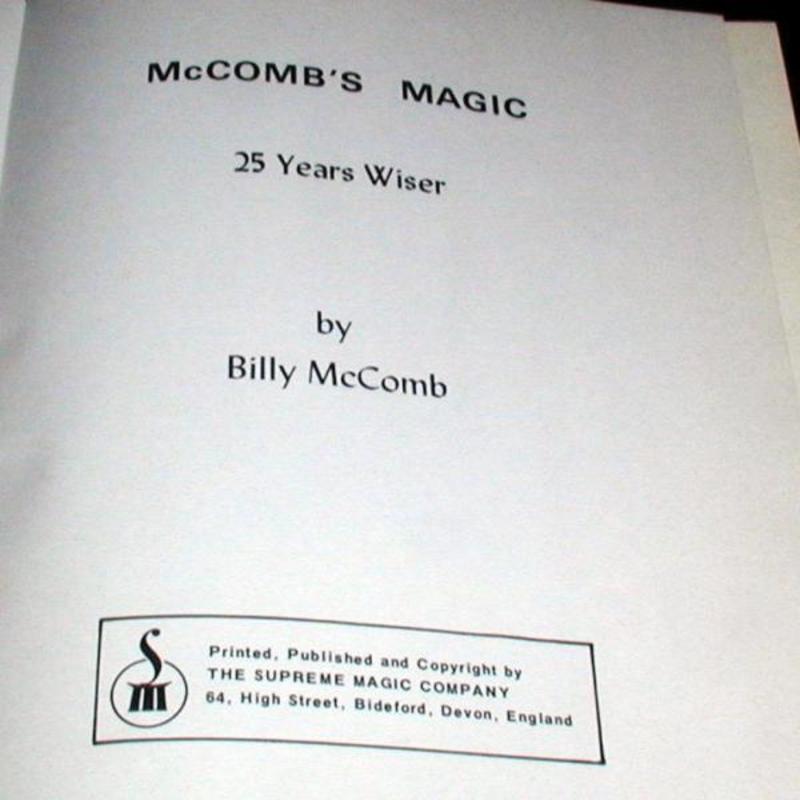 McCOMB'S MAGIC
25 Years Wiser
by
Billy McComb
Printed, Published and Copyright by
THE SUPREME MAGIC COMPANY
64, High Street, Bideford, Devon, England